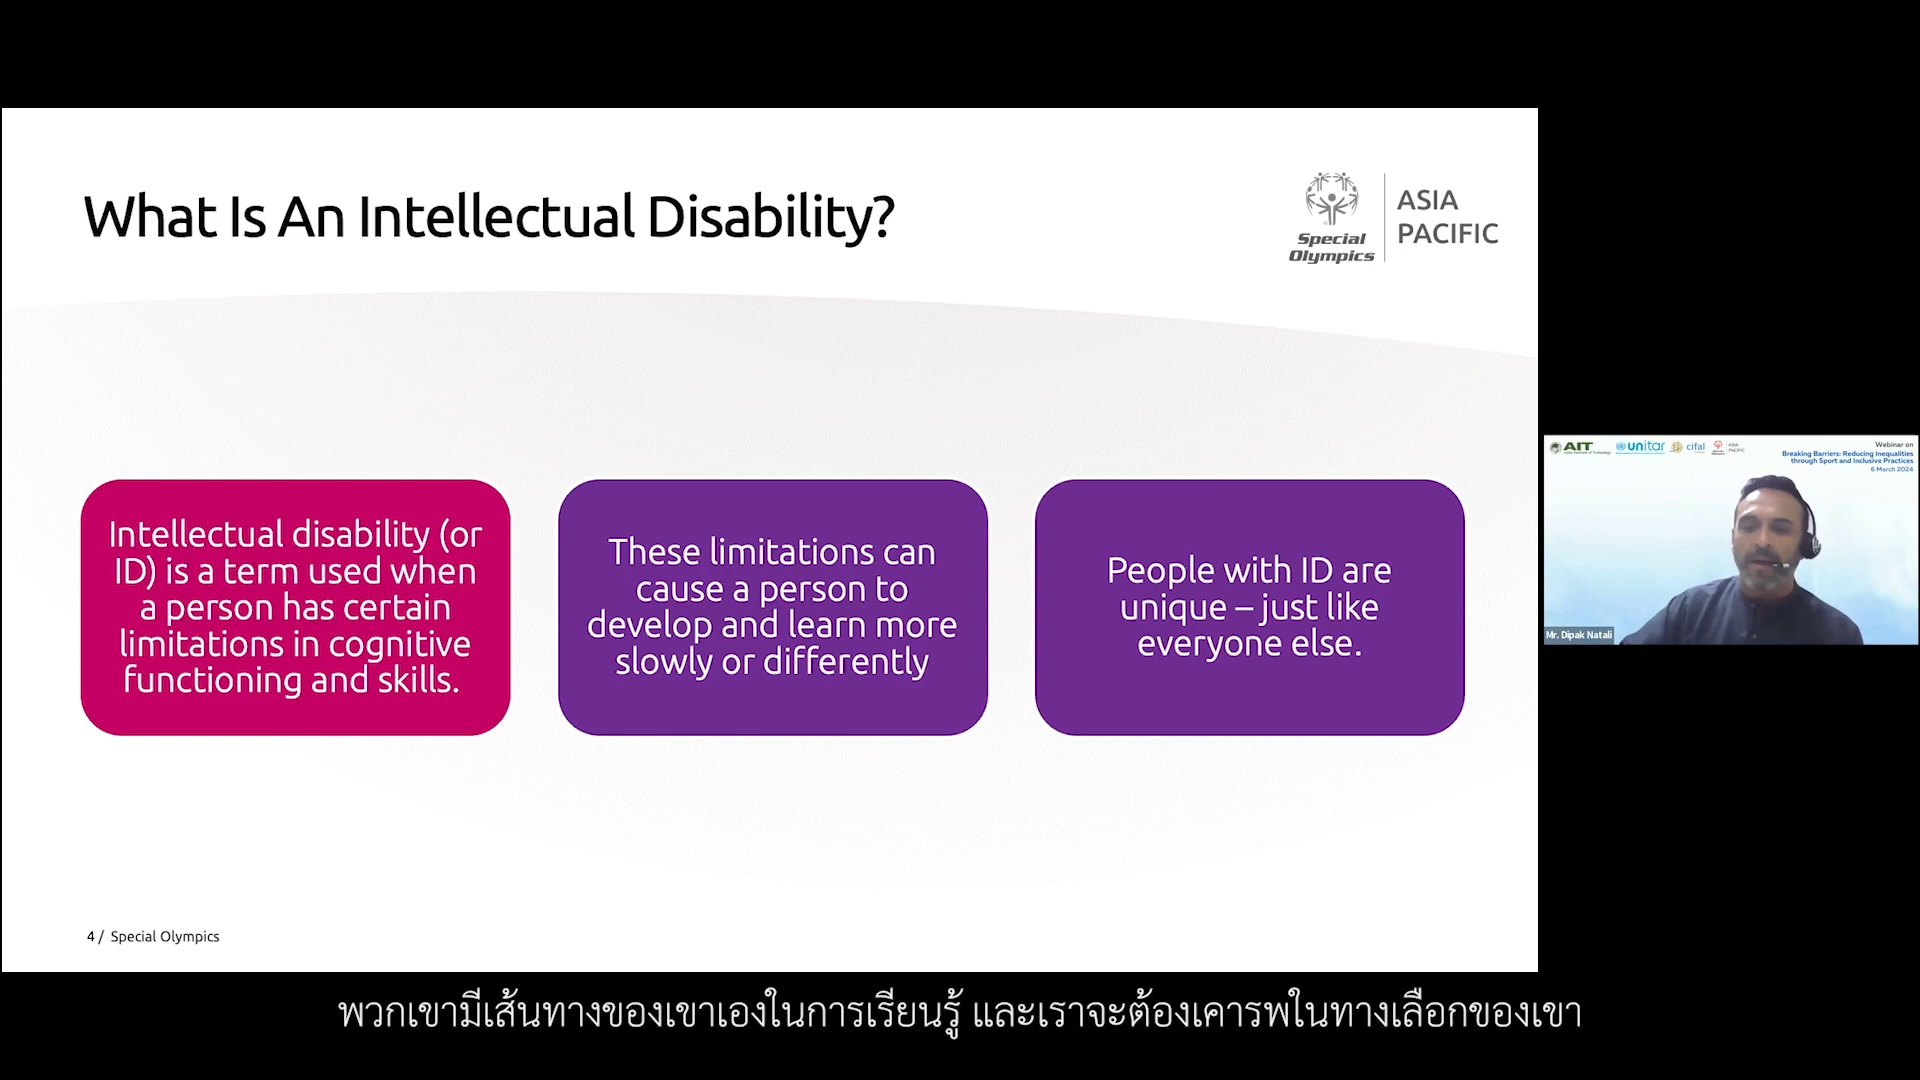 What Is An Intellectual Disability?
Special
Olympics
ASIA
PACIFIC
Intellectual disability (or
ID) is a term used when
a person has certain
limitations in cognitive
functioning and skills.
These limitations can
cause a person to
develop and learn more
slowly or differently
People with ID are
unique – just like
everyone else.
AIT
unitar
cifal
ASIA
PACIFIC
Webinar on
Breaking Barriers: Reducing Inequalities
through Sport and Inclusive Practices
6 March 2024
Mr. Dipak Natali
4 / Special Olympics
พวกเขามีเส้นทางของเขาเองในการเรียนรู้ และเราจะต้องเคารพในทางเลือกของเขา